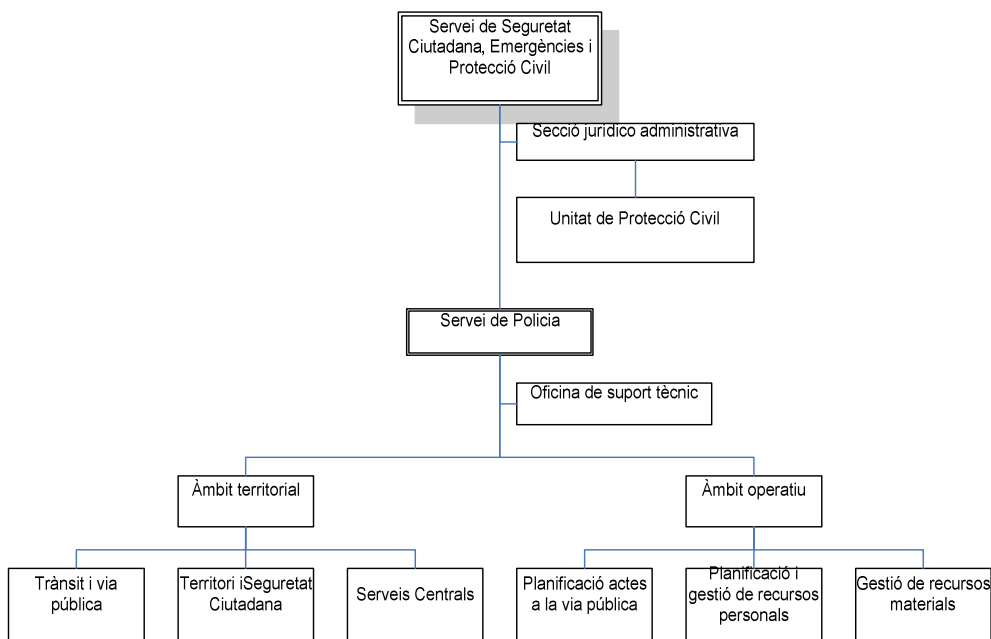 Servei de Seguretat
Ciutadana, Emergències i
Protecció Civil
Secció jurídico administrativa
Unitat de Protecció Civil
Servei de Policia
Oficina de suport tècnic
Àmbit territorial
Àmbit operatiu
Trànsit i via
pública
Territori iSeguretat
Ciutadana
Serveis Centrals
Planificació actes
a la via pública
Planificació i
gestió de recursos
personals
Gestió de recursos
materials